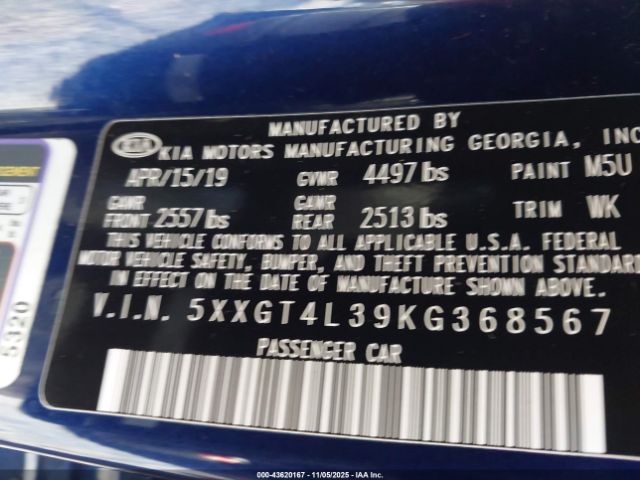 MANUFACTURED BY
KIA KIA MOTORS MANUFACTURING GEORGIA, INC
APR/15/19 GVWR 4497 lbs PAINT M5U
GAWR FRONT 2557 lbs GAWR REAR 2513 lbs TRIM WK
THIS VEHICLE CONFORMS TO ALL APPLICABLE U.S.A. FEDERAL
MOTOR VEHICLE SAFETY, BUMPER, AND THEFT PREVENTION STANDARD
IN EFFECT ON THE DATE OF MANUFACTURE SHOWN ABOVE.
V.I.N. 5XXGT4L39KG368567
PASSENGER CAR
5320
000-43620167 - 11/05/2025 - IAA Inc.